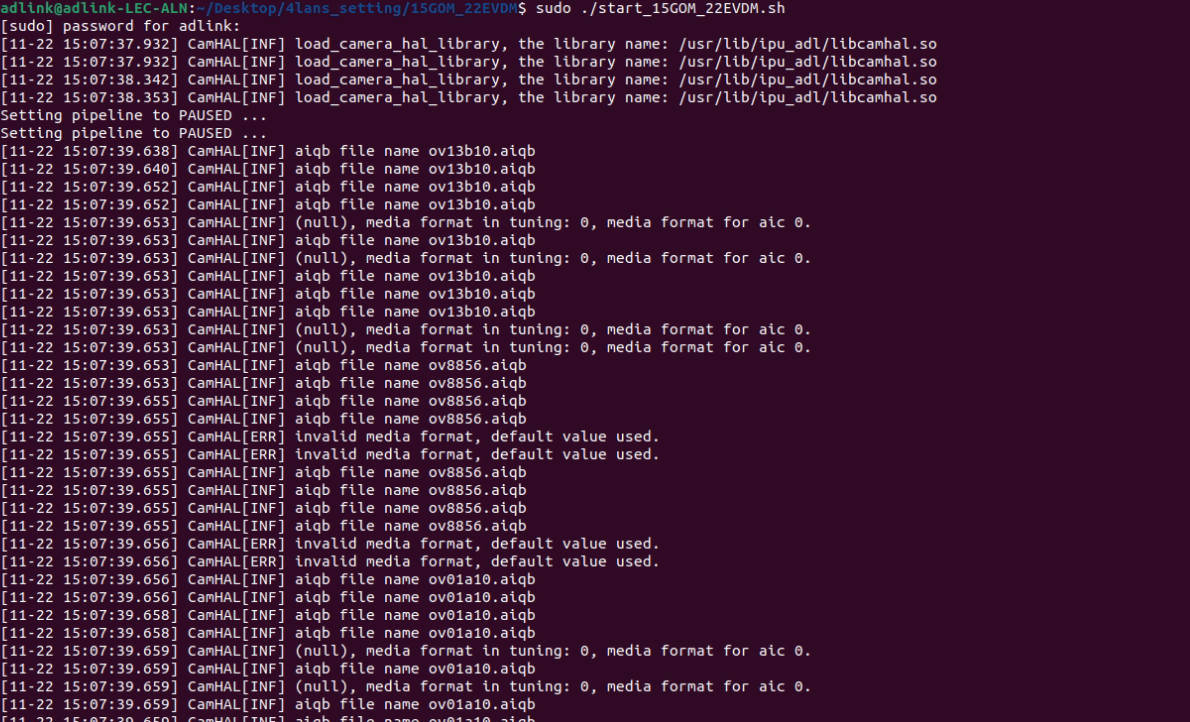 adlink@adlink-LEC-ALN:~/Desktop/4lans_setting/15GOM_22EVDM$ sudo ./start_15GOM_22EVDM.sh
[sudo] password for adlink:
[11-22 15:07:37.932] CamHAL[INF] load_camera_hal_library, the library name: /usr/lib/ipu_adl/libcamhal.so
[11-22 15:07:37.932] CamHAL[INF] load_camera_hal_library, the library name: /usr/lib/ipu_adl/libcamhal.so
[11-22 15:07:38.342] CamHAL[INF] load_camera_hal_library, the library name: /usr/lib/ipu_adl/libcamhal.so
[11-22 15:07:38.353] CamHAL[INF] load_camera_hal_library, the library name: /usr/lib/ipu_adl/libcamhal.so
Setting pipeline to PAUSED ...
Setting pipeline to PAUSED ...
[11-22 15:07:39.638] CamHAL[INF] aiqb file name ov13b10.aiqb
[11-22 15:07:39.640] CamHAL[INF] aiqb file name ov13b10.aiqb
[11-22 15:07:39.652] CamHAL[INF] aiqb file name ov13b10.aiqb
[11-22 15:07:39.652] CamHAL[INF] aiqb file name ov13b10.aiqb
[11-22 15:07:39.653] CamHAL[INF] (null), media format in tuning: 0, media format for aic 0.
[11-22 15:07:39.653] CamHAL[INF] aiqb file name ov13b10.aiqb
[11-22 15:07:39.653] CamHAL[INF] (null), media format in tuning: 0, media format for aic 0.
[11-22 15:07:39.653] CamHAL[INF] aiqb file name ov13b10.aiqb
[11-22 15:07:39.653] CamHAL[INF] aiqb file name ov13b10.aiqb
[11-22 15:07:39.653] CamHAL[INF] aiqb file name ov13b10.aiqb
[11-22 15:07:39.653] CamHAL[INF] (null), media format in tuning: 0, media format for aic 0.
[11-22 15:07:39.653] CamHAL[INF] (null), media format in tuning: 0, media format for aic 0.
[11-22 15:07:39.653] CamHAL[INF] aiqb file name ov8856.aiqb
[11-22 15:07:39.653] CamHAL[INF] aiqb file name ov8856.aiqb
[11-22 15:07:39.655] CamHAL[INF] aiqb file name ov8856.aiqb
[11-22 15:07:39.655] CamHAL[INF] aiqb file name ov8856.aiqb
[11-22 15:07:39.655] CamHAL[ERR] invalid media format, default value used.
[11-22 15:07:39.655] CamHAL[ERR] invalid media format, default value used.
[11-22 15:07:39.655] CamHAL[INF] aiqb file name ov8856.aiqb
[11-22 15:07:39.655] CamHAL[INF] aiqb file name ov8856.aiqb
[11-22 15:07:39.655] CamHAL[INF] aiqb file name ov8856.aiqb
[11-22 15:07:39.655] CamHAL[INF] aiqb file name ov8856.aiqb
[11-22 15:07:39.656] CamHAL[ERR] invalid media format, default value used.
[11-22 15:07:39.656] CamHAL[ERR] invalid media format, default value used.
[11-22 15:07:39.656] CamHAL[INF] aiqb file name ov01a10.aiqb
[11-22 15:07:39.656] CamHAL[INF] aiqb file name ov01a10.aiqb
[11-22 15:07:39.658] CamHAL[INF] aiqb file name ov01a10.aiqb
[11-22 15:07:39.658] CamHAL[INF] aiqb file name ov01a10.aiqb
[11-22 15:07:39.659] CamHAL[INF] (null), media format in tuning: 0, media format for aic 0.
[11-22 15:07:39.659] CamHAL[INF] aiqb file name ov01a10.aiqb
[11-22 15:07:39.659] CamHAL[INF] (null), media format in tuning: 0, media format for aic 0.
[11-22 15:07:39.659] CamHAL[INF] aiqb file name ov01a10.aiqb
[11-22 15:07:39.659] CamHAL[INF] aiqb file name ov01a10.aiqb